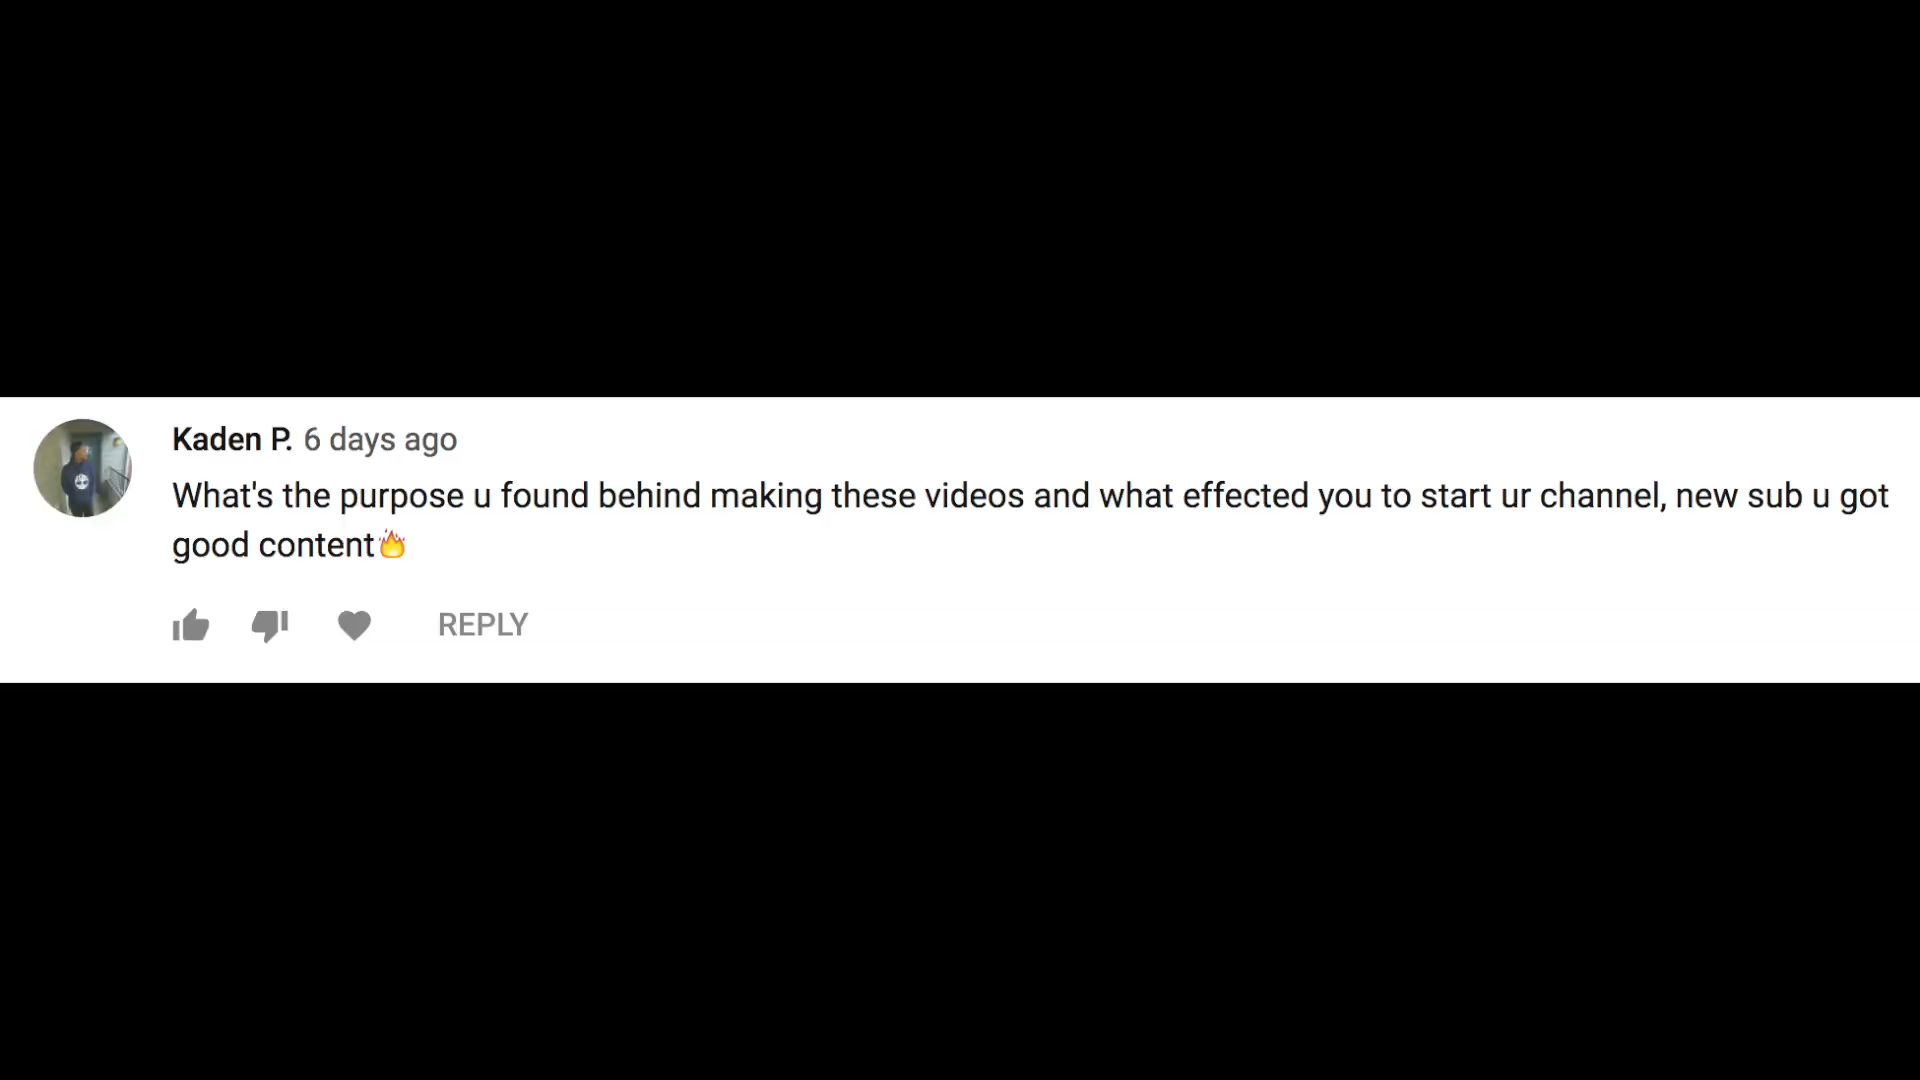 Kaden P. 6 days ago
What's the purpose u found behind making these videos and what effected you to start ur channel, new sub u got
good content🔥
REPLY